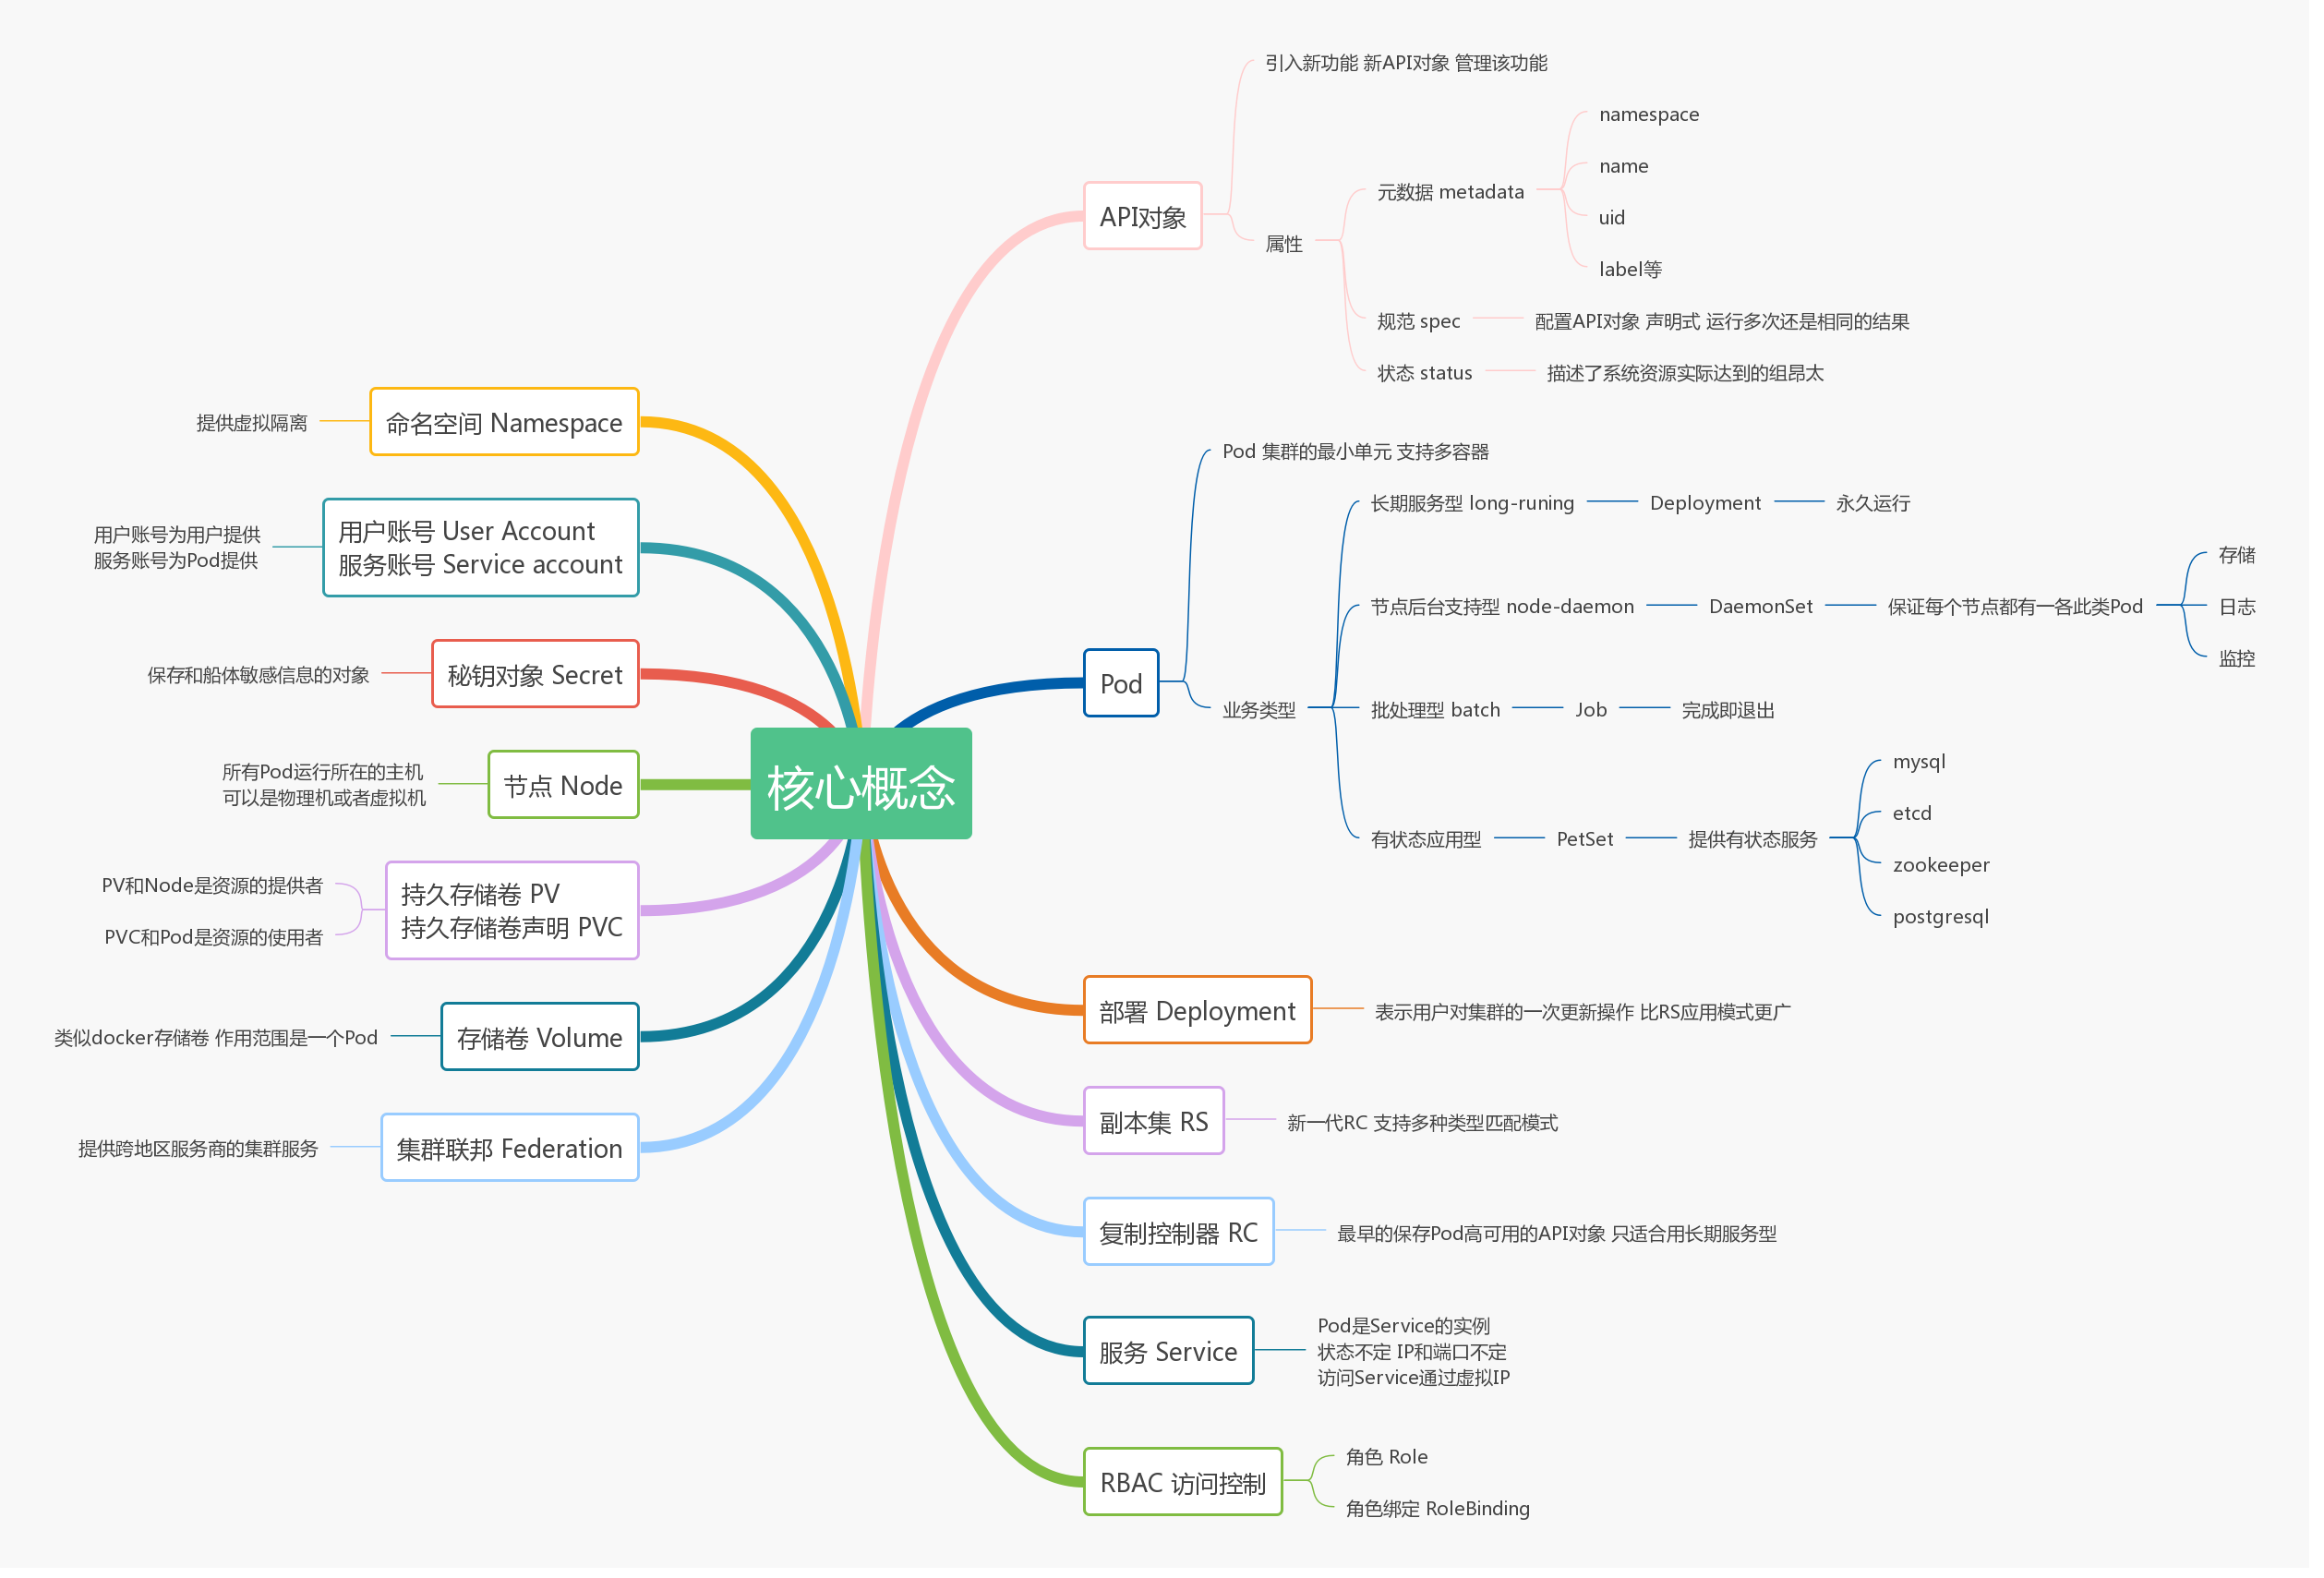 核心概念
API对象
引入新功能 新API对象 管理该功能
属性
元数据 metadata
namespace
name
uid
label等
规范 spec
配置API对象 声明式 运行多次还是相同的结果
状态 status
描述了系统资源实际达到的组昂太
Pod
Pod 集群的最小单元 支持多容器
业务类型
长期服务型 long-runing
Deployment
永久运行
节点后台支持型 node-daemon
DaemonSet
保证每个节点都有一各此类Pod
存储
日志
监控
批处理型 batch
Job
完成即退出
有状态应用型
PetSet
提供有状态服务
mysql
etcd
zookeeper
postgresql
部署 Deployment
表示用户对集群的一次更新操作 比RS应用模式更广
副本集 RS
新一代RC 支持多种类型匹配模式
复制控制器 RC
最早的保存Pod高可用的API对象 只适合用长期服务型
服务 Service
Pod是Service的实例
状态不定 IP和端口不定
访问Service通过虚拟IP
RBAC 访问控制
角色 Role
角色绑定 RoleBinding
命名空间 Namespace
提供虚拟隔离
用户账号 User Account
服务账号 Service account
用户账号为用户提供
服务账号为Pod提供
秘钥对象 Secret
保存和船体敏感信息的对象
节点 Node
所有Pod运行所在的主机
可以是物理机或者虚拟机
持久存储卷 PV
持久存储卷声明 PVC
PV和Node是资源的提供者
PVC和Pod是资源的使用者
存储卷 Volume
类似docker存储卷 作用范围是一个Pod
集群联邦 Federation
提供跨地区服务商的集群服务